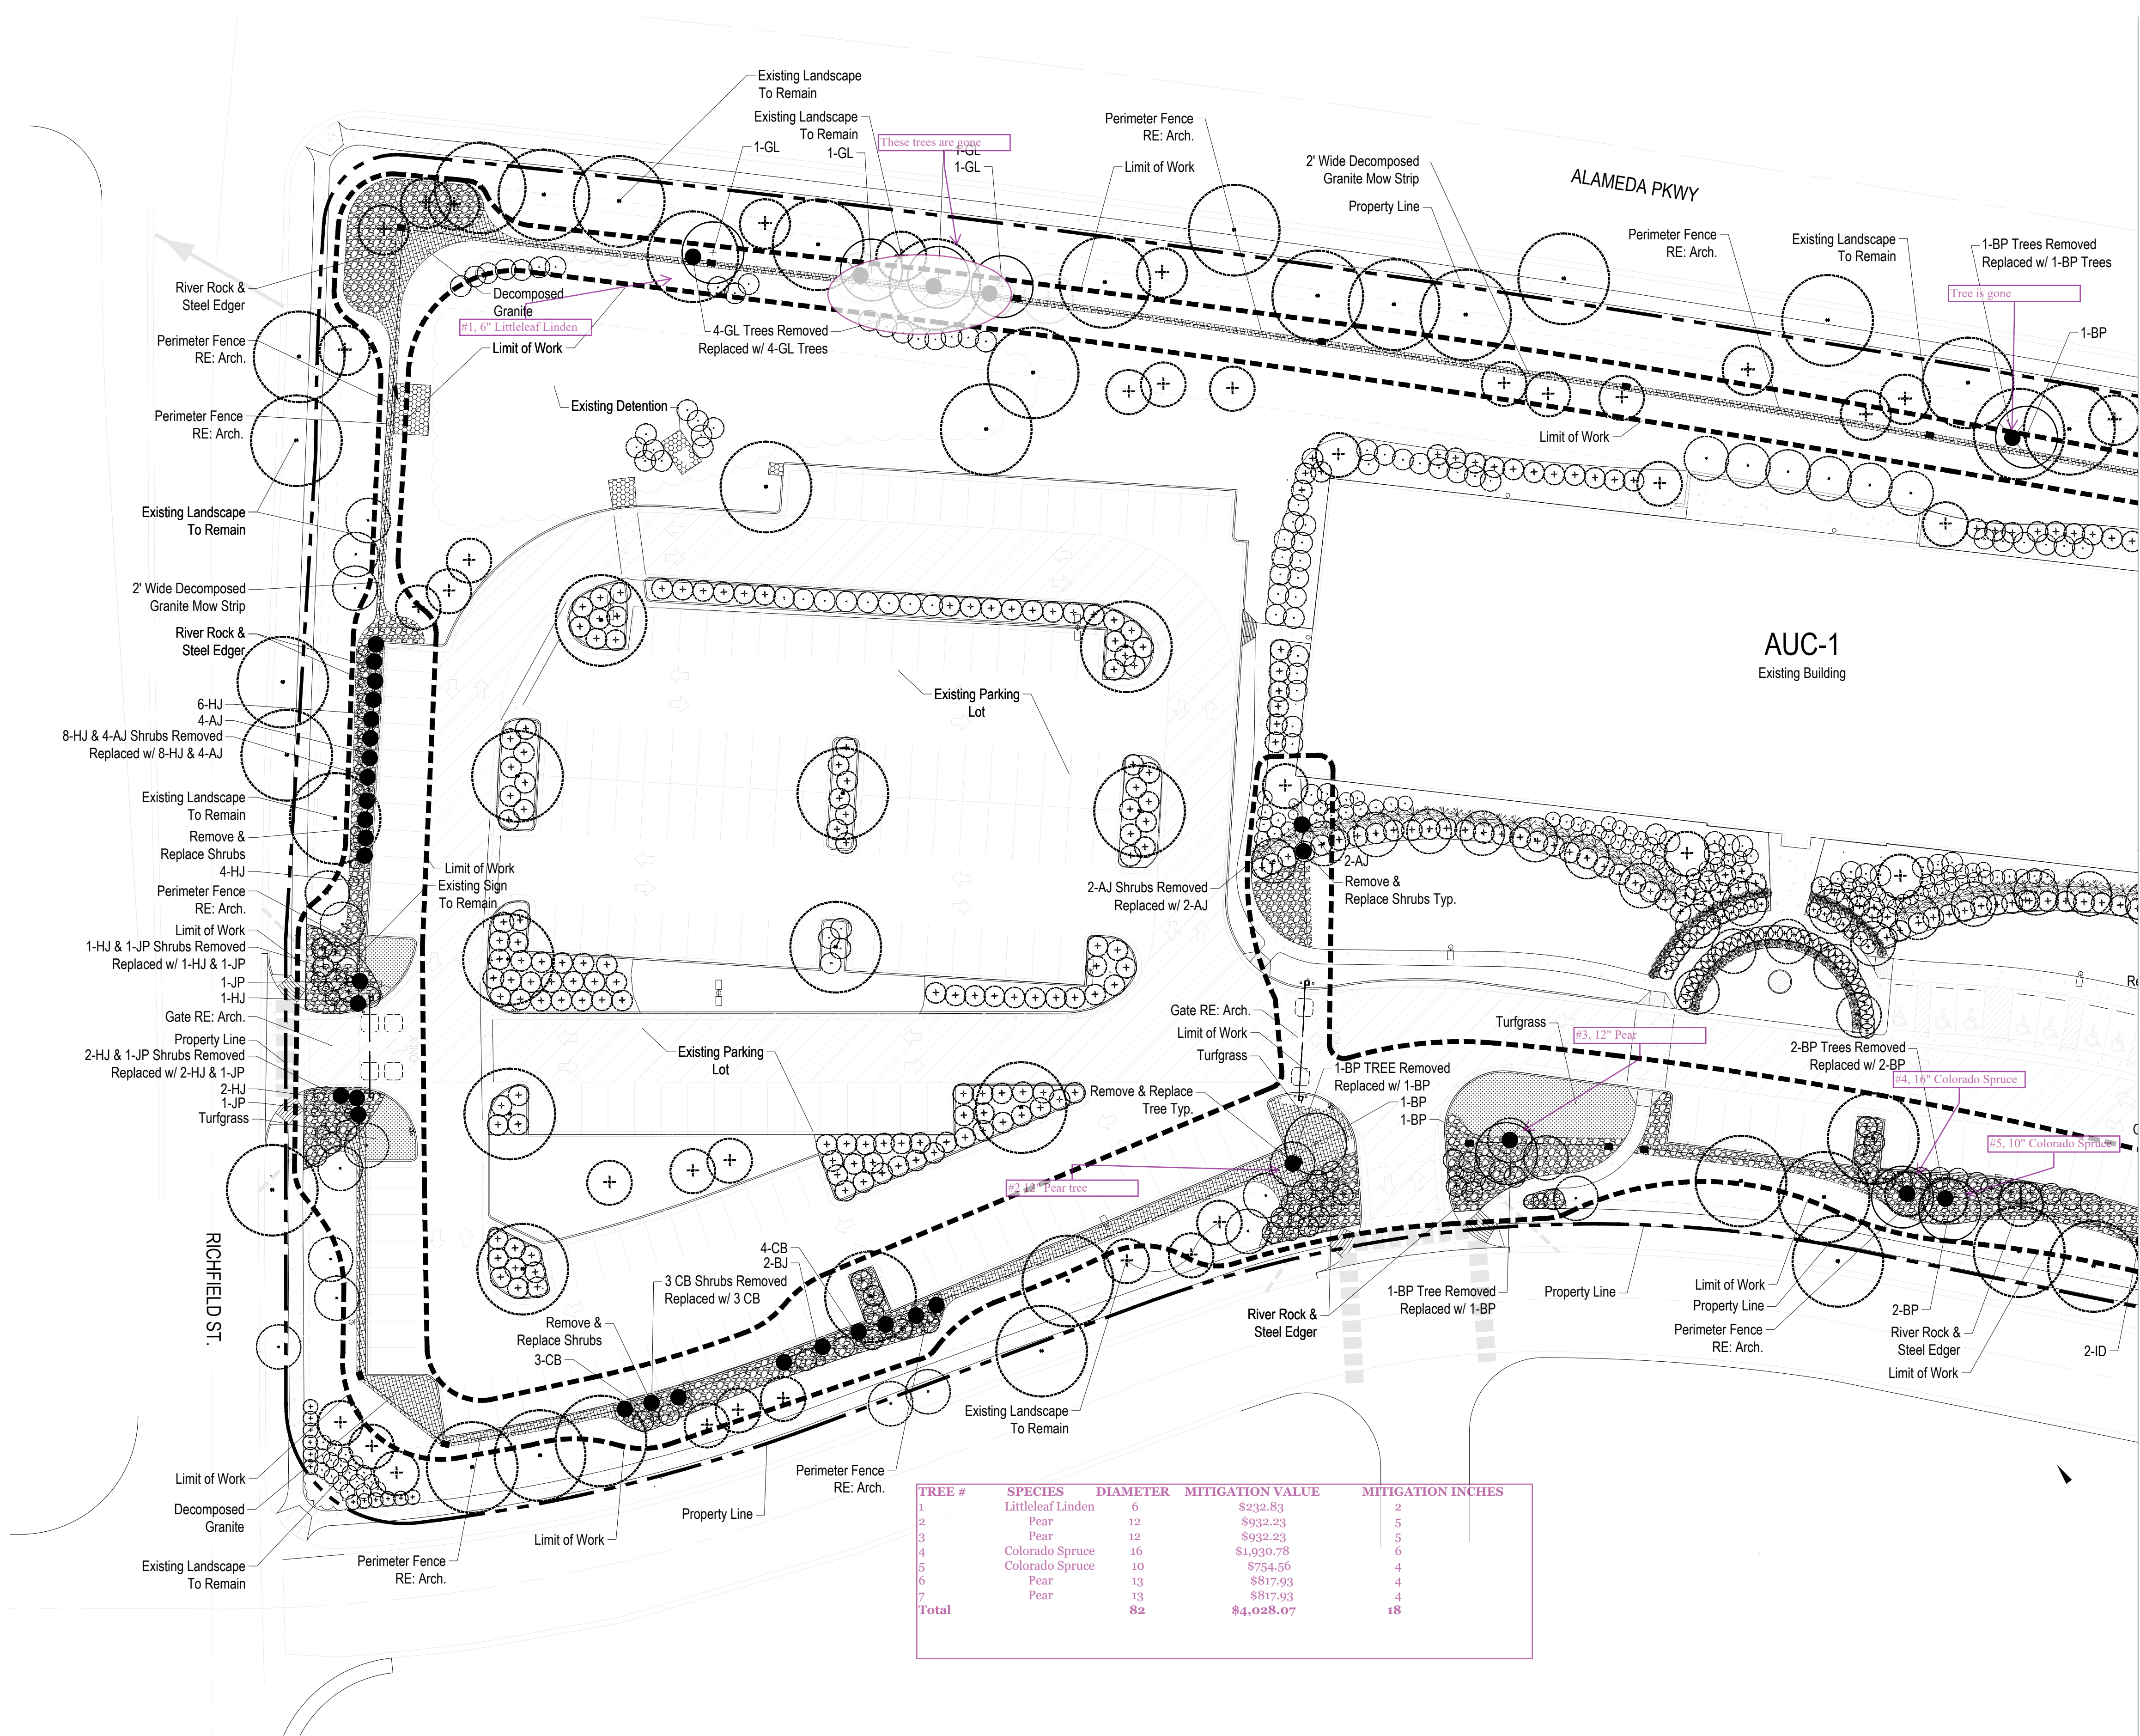 Existing Landscape
To Remain
Existing Landscape
To Remain
1-GL
1-GL
These trees are gone
1-GL
1-GL
Perimeter Fence
RE: Arch.
Limit of Work
2' Wide Decomposed
Granite Mow Strip
Property Line
ALAMEDA PKWY
Perimeter Fence
RE: Arch.
Existing Landscape
To Remain
1-BP Trees Removed
Replaced w/ 1-BP Trees
Tree is gone
1-BP
River Rock &
Steel Edger
Decomposed
Granite
#1, 6" Littleleaf Linden
Limit of Work
4-GL Trees Removed
Replaced w/ 4-GL Trees
Perimeter Fence
RE: Arch.
Perimeter Fence
RE: Arch.
Existing Detention
Limit of Work
Existing Landscape
To Remain
2' Wide Decomposed
Granite Mow Strip
River Rock &
Steel Edger
AUC-1
Existing Building
Existing Parking
Lot
6-HJ
4-AJ
8-HJ & 4-AJ Shrubs Removed
Replaced w/ 8-HJ & 4-AJ
Existing Landscape
To Remain
Remove &
Replace Shrubs
4-HJ
Perimeter Fence
RE: Arch.
Limit of Work
1-HJ & 1-JP Shrubs Removed
Replaced w/ 1-HJ & 1-JP
1-JP
1-HJ
Gate RE: Arch.
Property Line
2-HJ & 1-JP Shrubs Removed
Replaced w/ 2-HJ & 1-JP
2-HJ
1-JP
Turfgrass
Limit of Work
Existing Sign
To Remain
ONLY
2-AJ Shrubs Removed
Replaced w/ 2-AJ
2-AJ
Remove &
Replace Shrubs Typ.
Gate RE: Arch.
Limit of Work
Turfgrass
Existing Parking
Lot
Remove & Replace
Tree Typ.
1-BP TREE Removed
Replaced w/ 1-BP
1-BP
1-BP
#2 12" Pear tree
Turfgrass
#3, 12" Pear
2-BP Trees Removed
Replaced w/ 2-BP
#4, 16" Colorado Spruce
#5, 10" Colorado Spruce
RICHFIELD ST.
4-CB
2-BJ
3 CB Shrubs Removed
Replaced w/ 3 CB
Remove &
Replace Shrubs
3-CB
River Rock &
Steel Edger
1-BP Tree Removed
Replaced w/ 1-BP
Property Line
Limit of Work
Property Line
Perimeter Fence
RE: Arch.
2-BP
River Rock &
Steel Edger
Limit of Work
2-ID
Existing Landscape
To Remain
Perimeter Fence
RE: Arch.
Property Line
Limit of Work
Limit of Work
Decomposed
Granite
Existing Landscape
To Remain
Perimeter Fence
RE: Arch.
TREE # SPECIES DIAMETER MITIGATION VALUE MITIGATION INCHES
1 Littleleaf Linden 6 $232.83 2
2 Pear 12 $932.23 5
3 Pear 12 $932.23 5
4 Colorado Spruce 16 $1,930.78 6
5 Colorado Spruce 10 $754.56 4
6 Pear 13 $817.93 4
7 Pear 13 $817.93 4
Total 82 $4,028.07 18